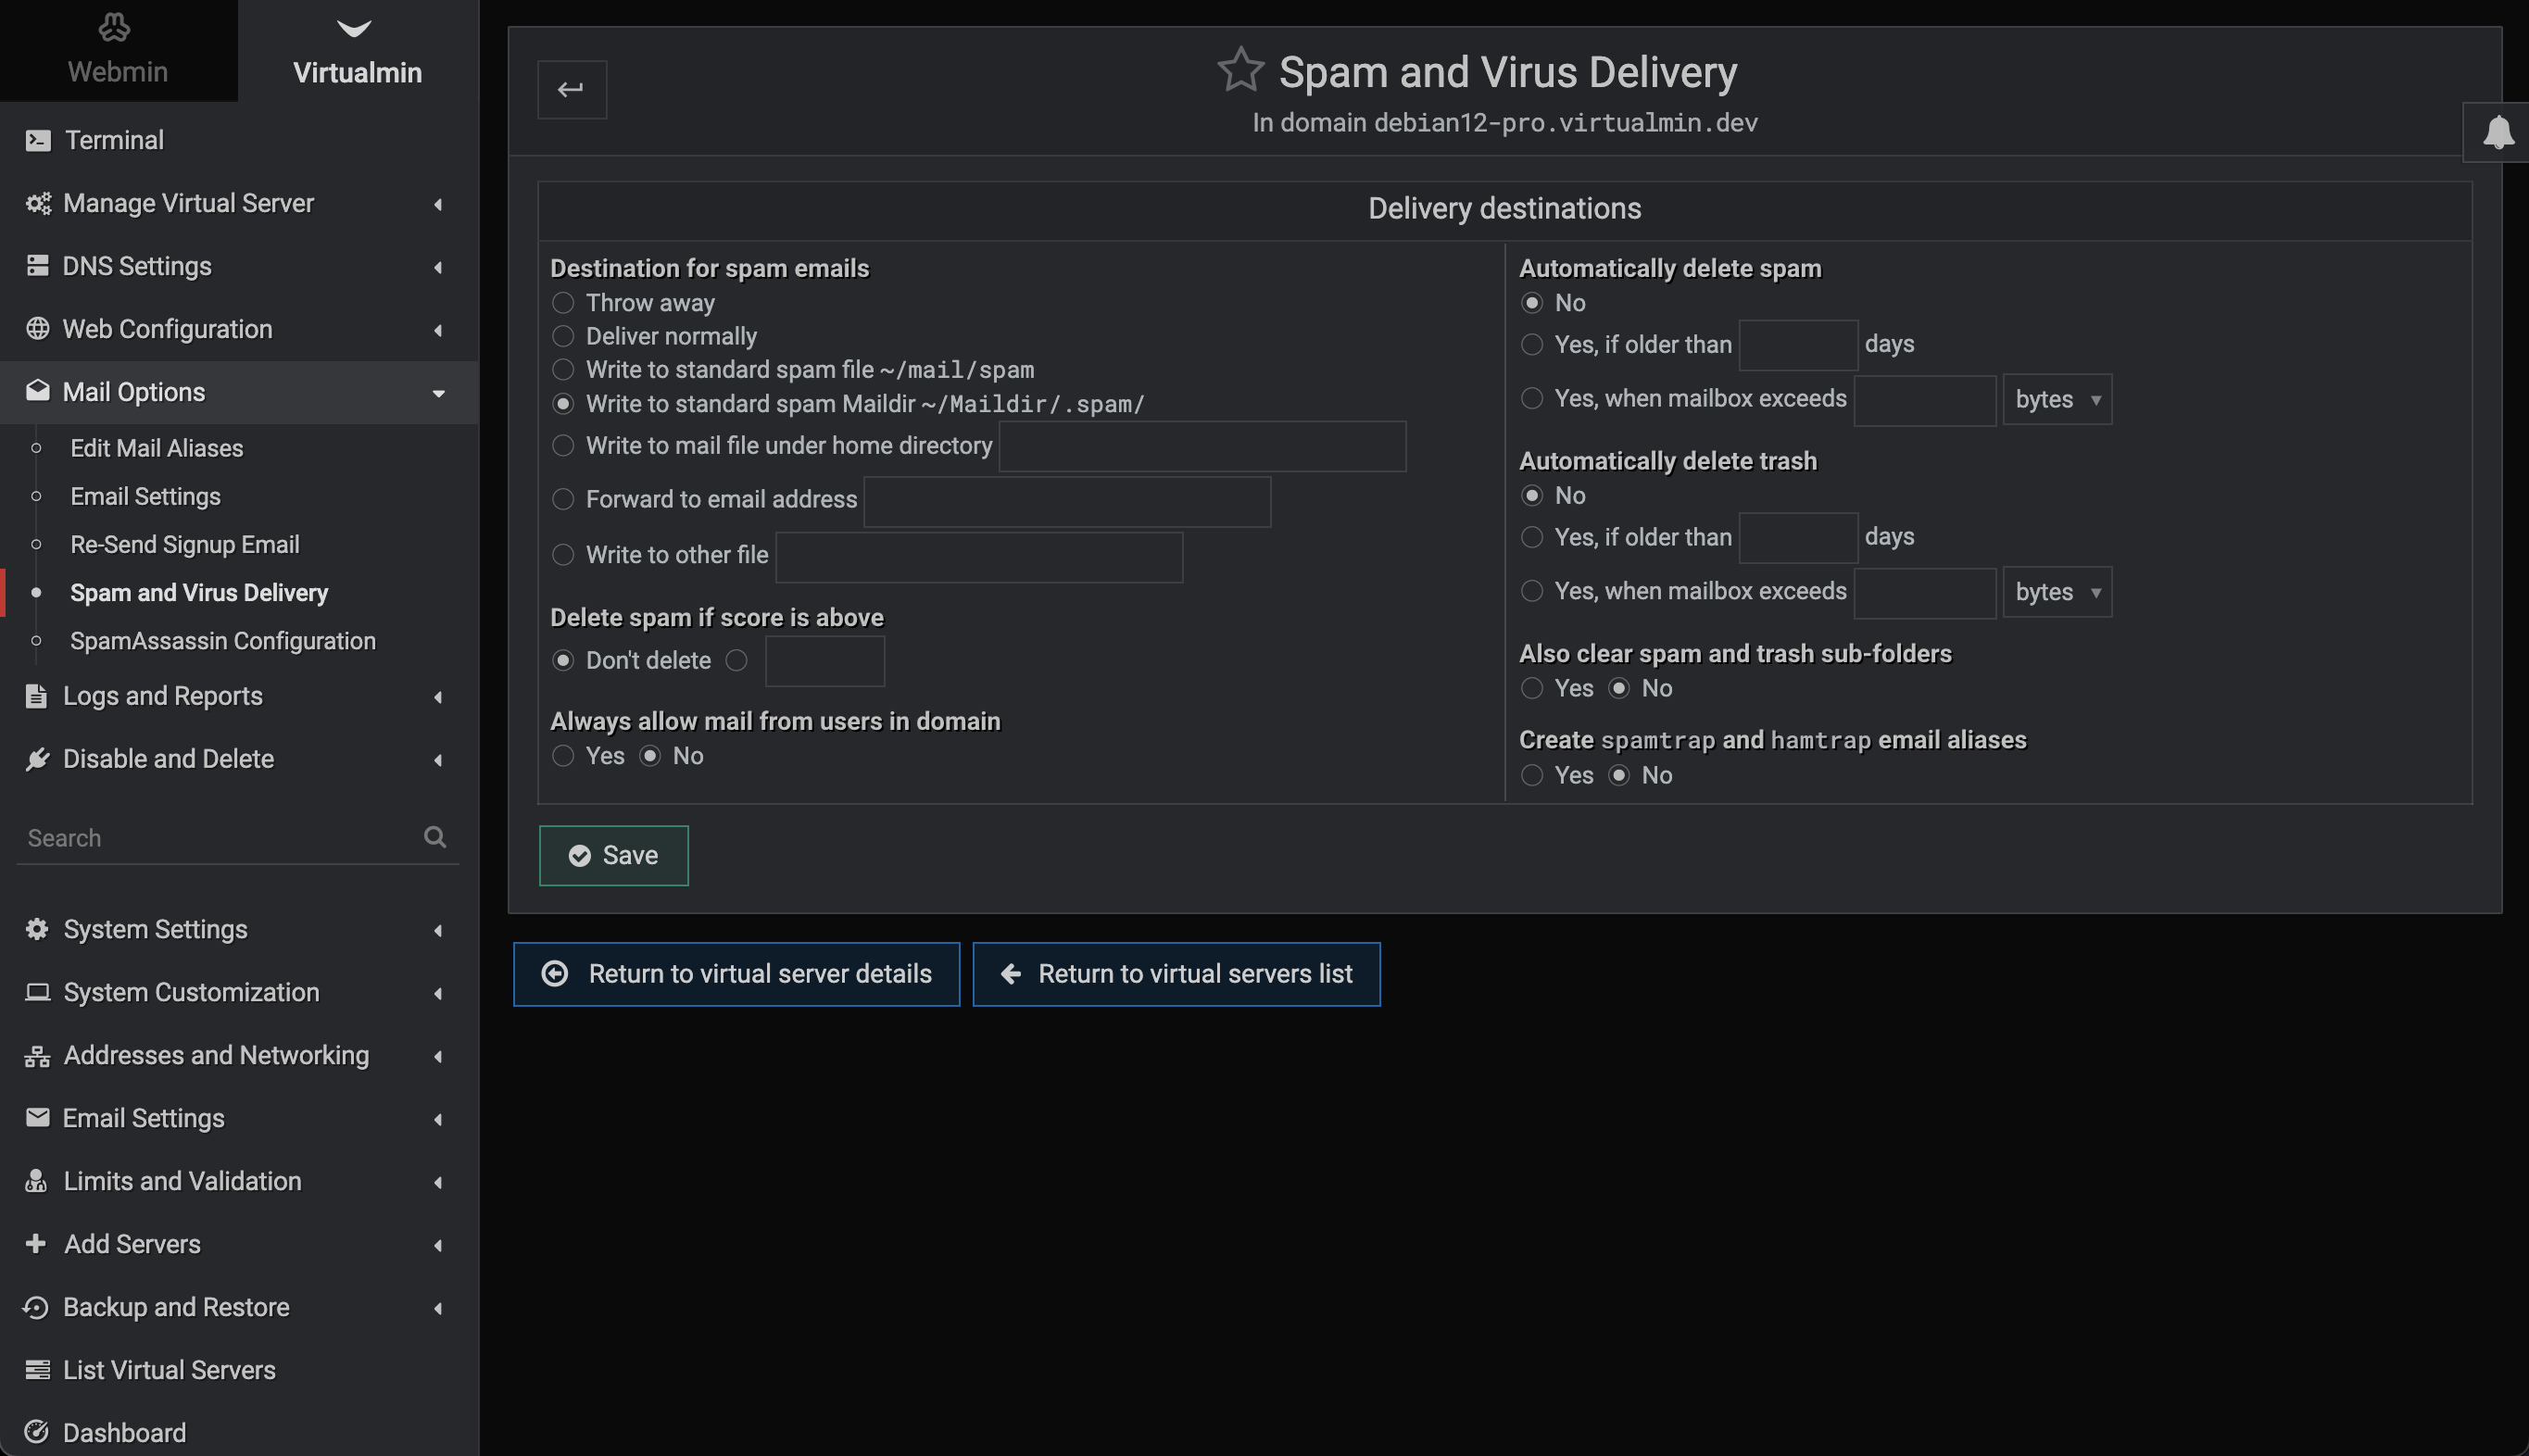 Webmin
Virtualmin
Terminal
Manage Virtual Server
DNS Settings
Web Configuration
Mail Options
Edit Mail Aliases
Email Settings
Re-Send Signup Email
Spam and Virus Delivery
SpamAssassin Configuration
Logs and Reports
Disable and Delete
Search
System Settings
System Customization
Addresses and Networking
Email Settings
Limits and Validation
Add Servers
Backup and Restore
List Virtual Servers
Dashboard
Spam and Virus Delivery
In domain debian12-pro.virtualmin.dev
Delivery destinations
Destination for spam emails
Throw away
Deliver normally
Write to standard spam file ~/mail/spam
Write to standard spam Maildir ~/Maildir/.spam/
Write to mail file under home directory
Forward to email address
Write to other file
Delete spam if score is above
Don't delete
Always allow mail from users in domain
Yes No
Automatically delete spam
No
Yes, if older than days
Yes, when mailbox exceeds bytes
Automatically delete trash
No
Yes, if older than days
Yes, when mailbox exceeds bytes
Also clear spam and trash sub-folders
Yes No
Create spamtrap and hamtrap email aliases
Yes No
Save
Return to virtual server details
Return to virtual servers list